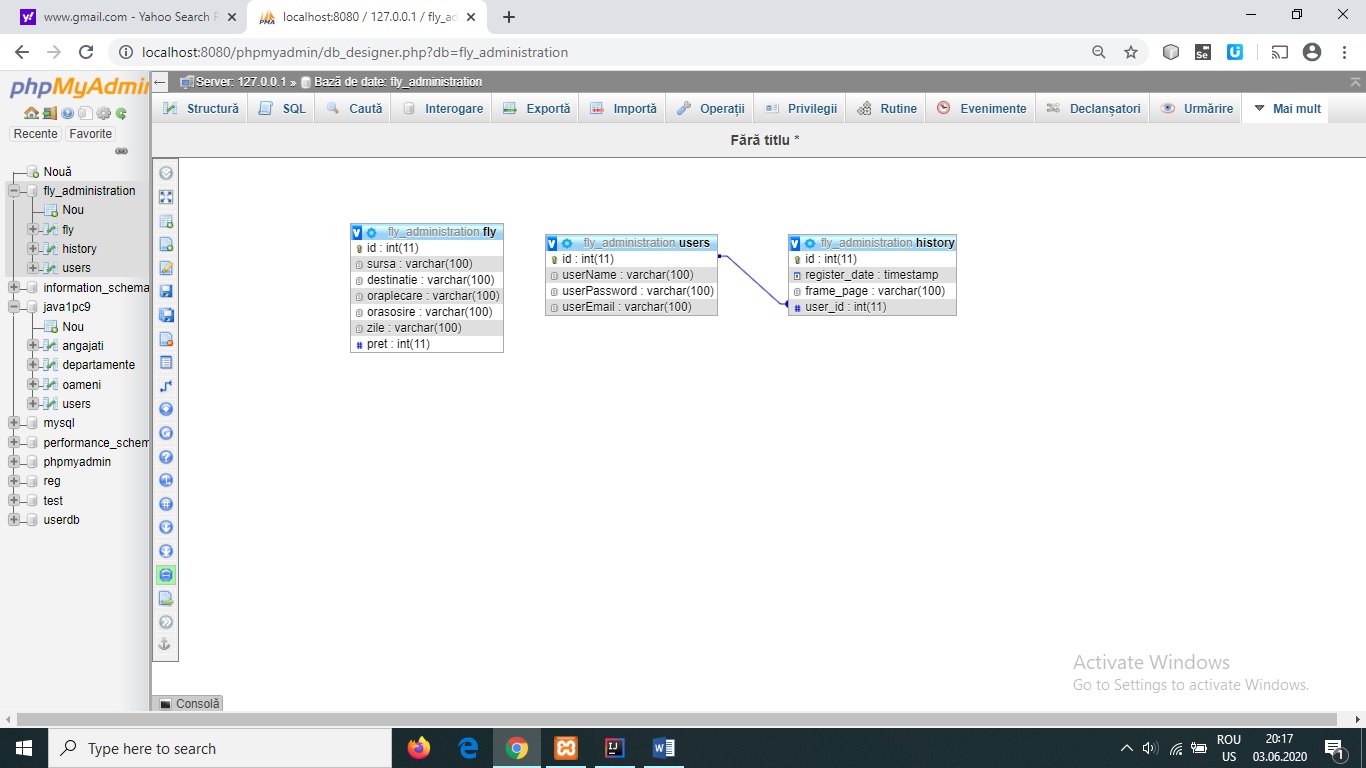 www.gmail.com - Yahoo Search R
localhost:8080 / 127.0.0.1 / fly_ad
localhost:8080/phpmyadmin/db_designer.php?db=fly_administration
phpMyAdmin
Recente Favorite
Nouă
fly_administration
Nou
fly
history
users
information_schema
java1pc9
Nou
angajati
departamente
oameni
users
mysql
performance_schem
phpmyadmin
reg
test
userdb
Server: 127.0.0.1 » Bază de date: fly_administration
Structură SQL Caută Interogare Exportă Importă Operații Privilegii Rutine Evenimente Declanșatori Urmărire Mai mult
Fără titlu *
v fly_administration fly
id : int(11)
sursa : varchar(100)
destinatie : varchar(100)
oraplecare : varchar(100)
orasosire : varchar(100)
zile : varchar(100)
# pret : int(11)
v fly_administration users
id : int(11)
userName : varchar(100)
userPassword : varchar(100)
userEmail : varchar(100)
v fly_administration history
id : int(11)
register_date : timestamp
frame_page : varchar(100)
# user_id : int(11)
Activate Windows
Go to Settings to activate Windows.
Consolă
Type here to search
ROU
US
20:17
03.06.2020
1